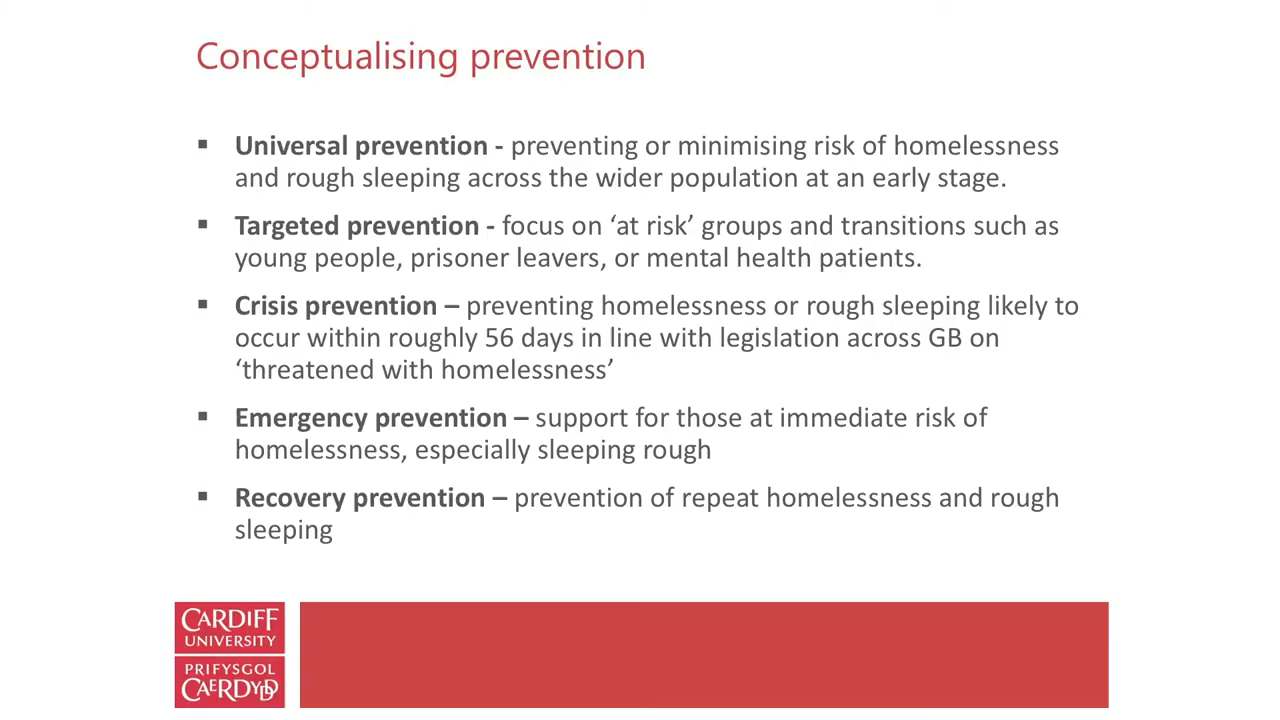 Conceptualising prevention
▪ Universal prevention - preventing or minimising risk of homelessness
and rough sleeping across the wider population at an early stage.
▪ Targeted prevention - focus on ‘at risk’ groups and transitions such as
young people, prisoner leavers, or mental health patients.
▪ Crisis prevention – preventing homelessness or rough sleeping likely to
occur within roughly 56 days in line with legislation across GB on
‘threatened with homelessness’
▪ Emergency prevention – support for those at immediate risk of
homelessness, especially sleeping rough
▪ Recovery prevention – prevention of repeat homelessness and rough
sleeping
CARDIFF
UNIVERSITY
PRIFYSGOL
CAERDYDD